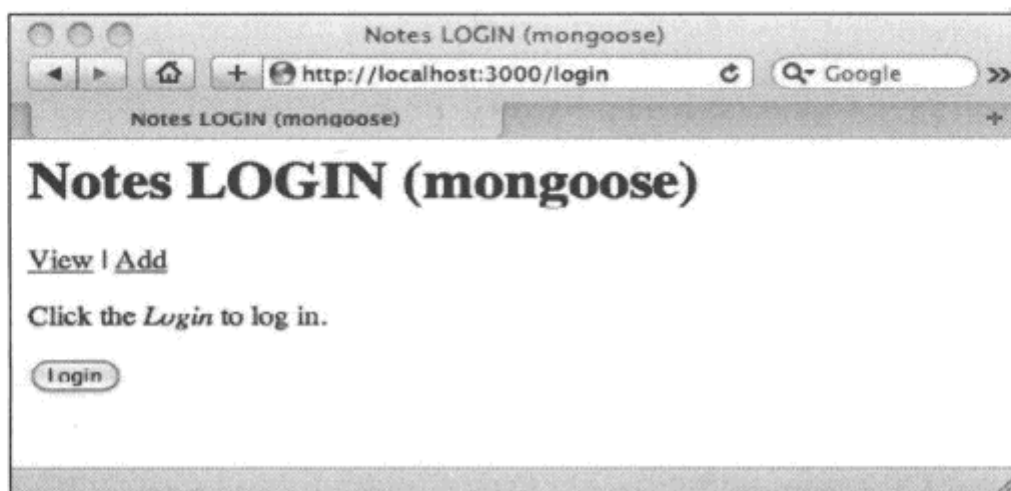 Notes LOGIN (mongoose)
http://localhost:3000/login
Google
Notes LOGIN (mongoose)
Notes LOGIN (mongoose)
View | Add
Click the Login to log in.
Login